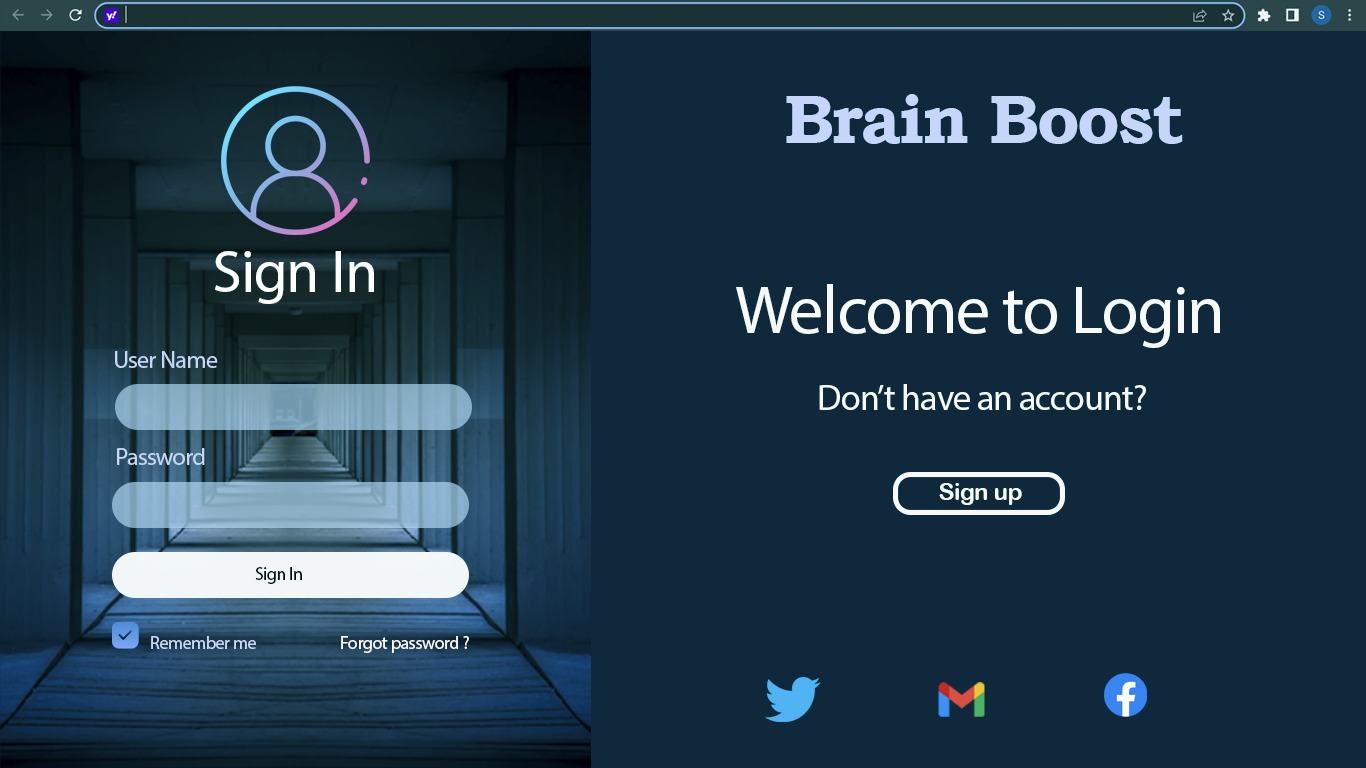 y!
S
Sign In
User Name
Password
Sign In
Remember me
Forgot password ?
Brain Boost
Welcome to Login
Don’t have an account?
Sign up